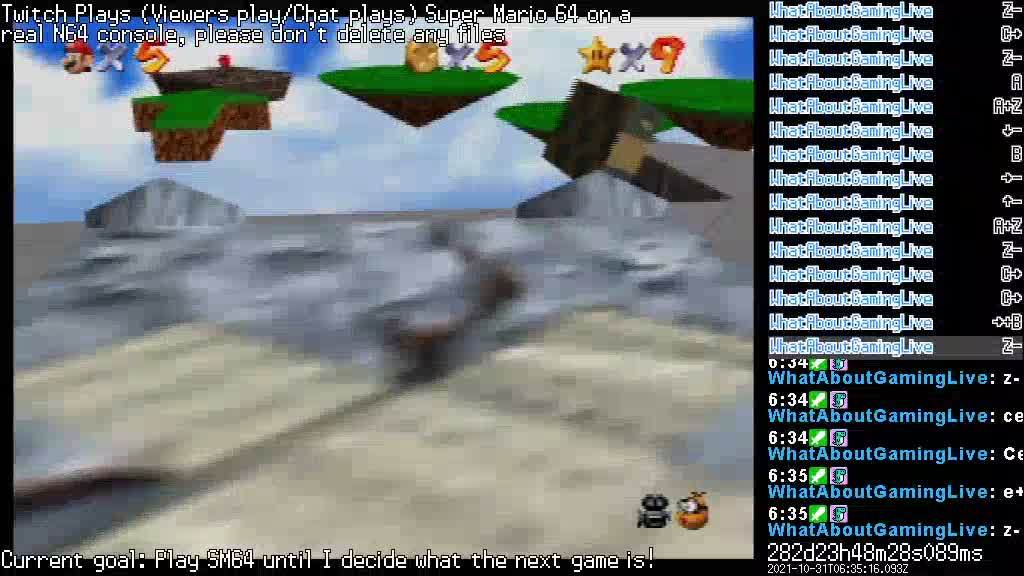 Twitch Plays (Viewers play/Chat plays) Super Mario 64 on a
real N64 console, please don't delete any files
x 5
x 5
x 9
WhatAboutGamingLive Z-
WhatAboutGamingLive C+
WhatAboutGamingLive Z-
WhatAboutGamingLive A
WhatAboutGamingLive A+Z
WhatAboutGamingLive ↓-
WhatAboutGamingLive B
WhatAboutGamingLive +-
WhatAboutGamingLive +-
WhatAboutGamingLive A+Z
WhatAboutGamingLive Z-
WhatAboutGamingLive C+
WhatAboutGamingLive C+
WhatAboutGamingLive →+B
WhatAboutGamingLive Z-
6:34
WhatAboutGamingLive: z-
6:34
WhatAboutGamingLive: ce
6:34
WhatAboutGamingLive: Ce
6:35
WhatAboutGamingLive: e+
6:35
WhatAboutGamingLive: z-
282d23h48m28s089ms
2021-10-31T06:35:16.093Z
Current goal: Play SM64 until I decide what the next game is!